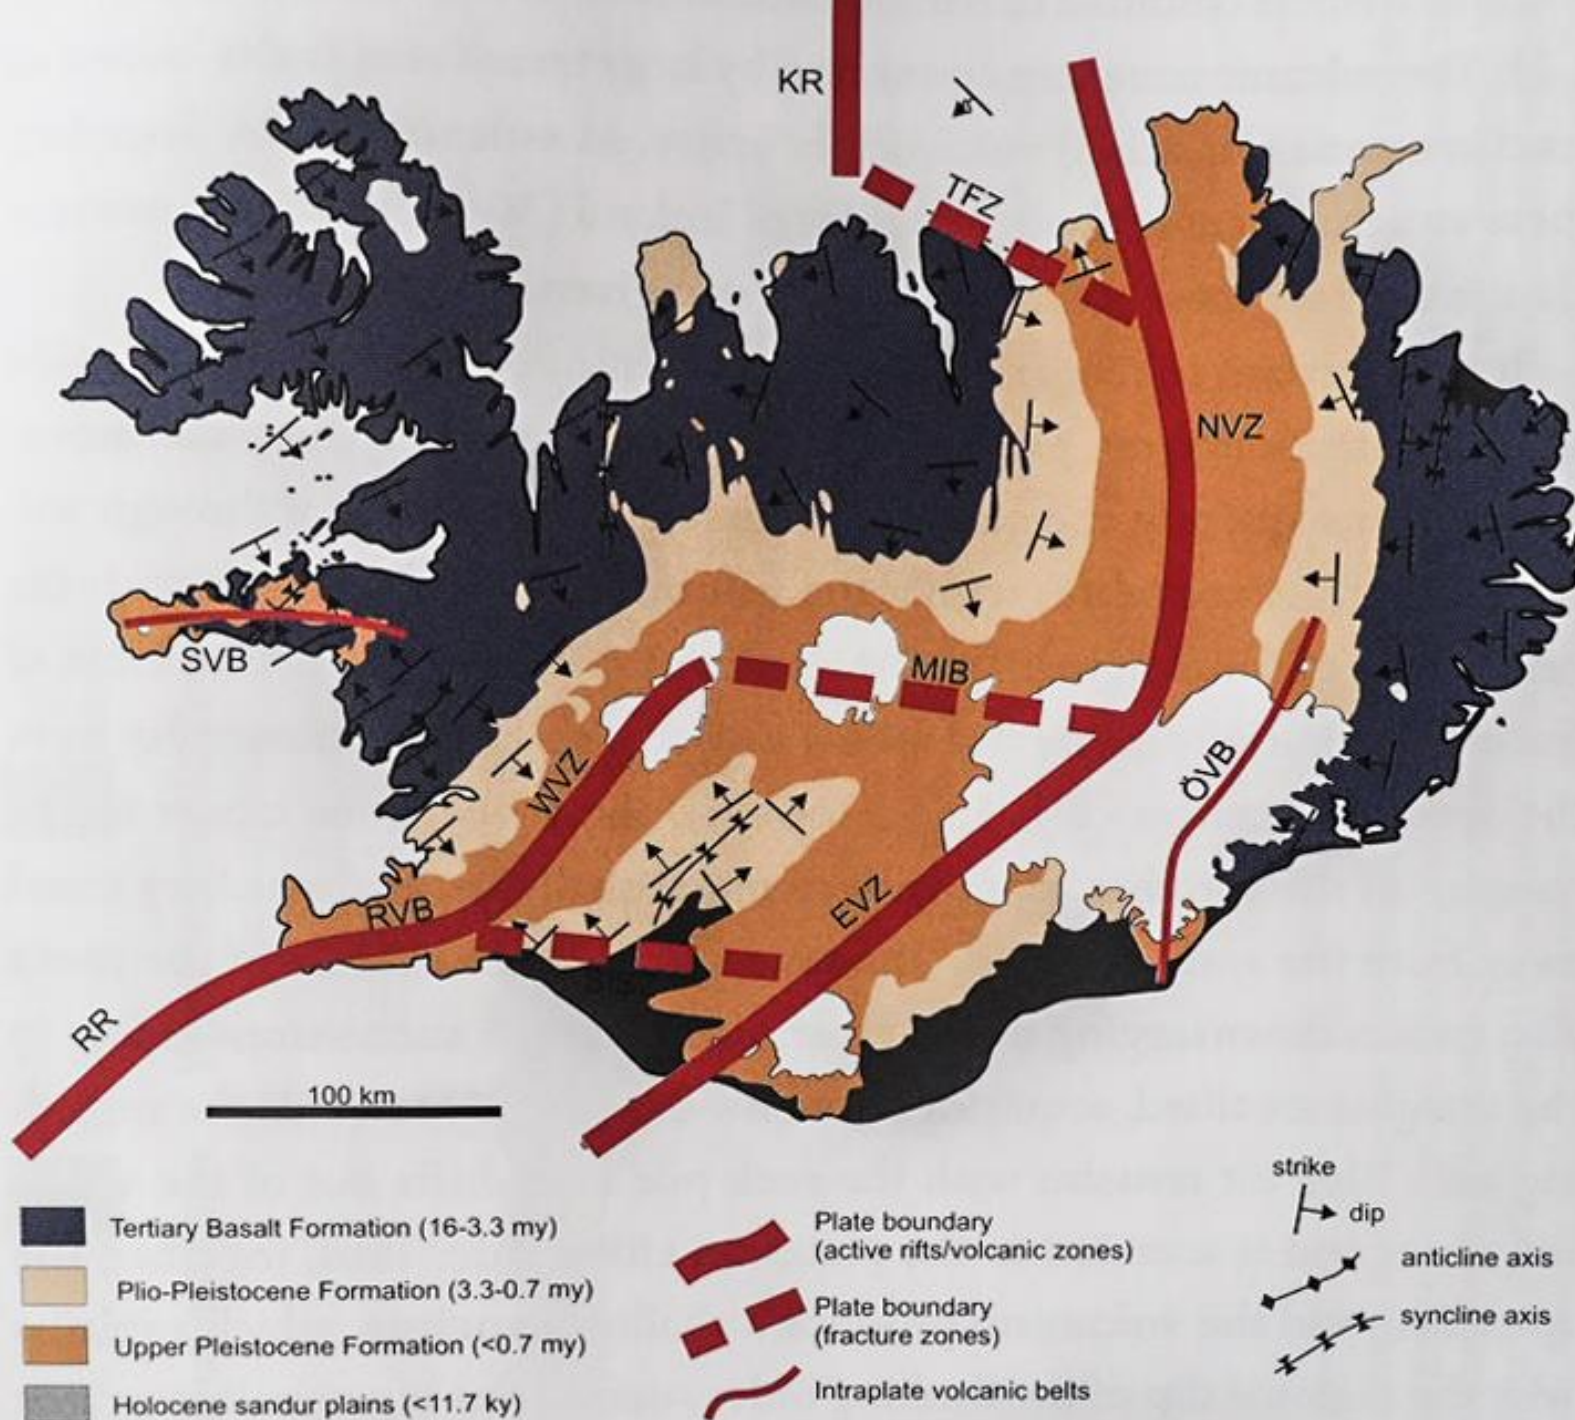 KR
TFZ
NVZ
SVB
MIB
WVZ
ÖVB
RVB
EVZ
RR
100 km
Tertiary Basalt Formation (16-3.3 my)
Plio-Pleistocene Formation (3.3-0.7 my)
Upper Pleistocene Formation (<0.7 my)
Holocene sandur plains (<11.7 ky)
Plate boundary
(active rifts/volcanic zones)
Plate boundary
(fracture zones)
Intraplate volcanic belts
strike
dip
anticline axis
syncline axis